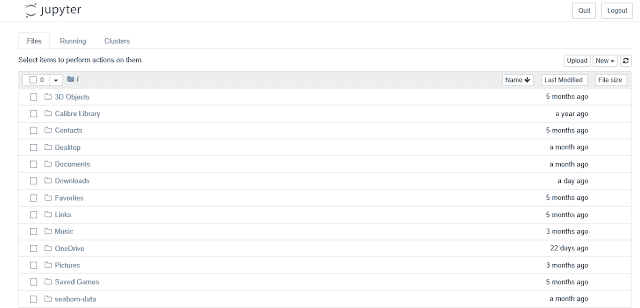 jupyter Quit Logout
Files Running Clusters
Select items to perform actions on them. Upload New
0 / Name Last Modified File size
3D Objects 5 months ago
Calibre Library a year ago
Contacts 5 months ago
Desktop a month ago
Documents a month ago
Downloads a day ago
Favorites 5 months ago
Links 5 months ago
Music 3 months ago
OneDrive 22 days ago
Pictures 3 months ago
Saved Games 5 months ago
seaborn-data a month ago